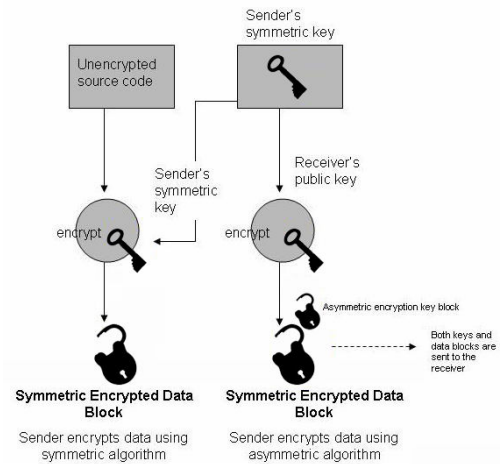 Sender's
symmetric key
Unencrypted
source code
Sender's
symmetric
key
Receiver's
public key
encrypt
encrypt
Asymmetric encryption key block
Both keys and
data blocks are
sent to the
receiver
Symmetric Encrypted Data
Block
Sender encrypts data using
symmetric algorithm
Symmetric Encrypted Data
Block
Sender encrypts data using
asymmetric algorithm